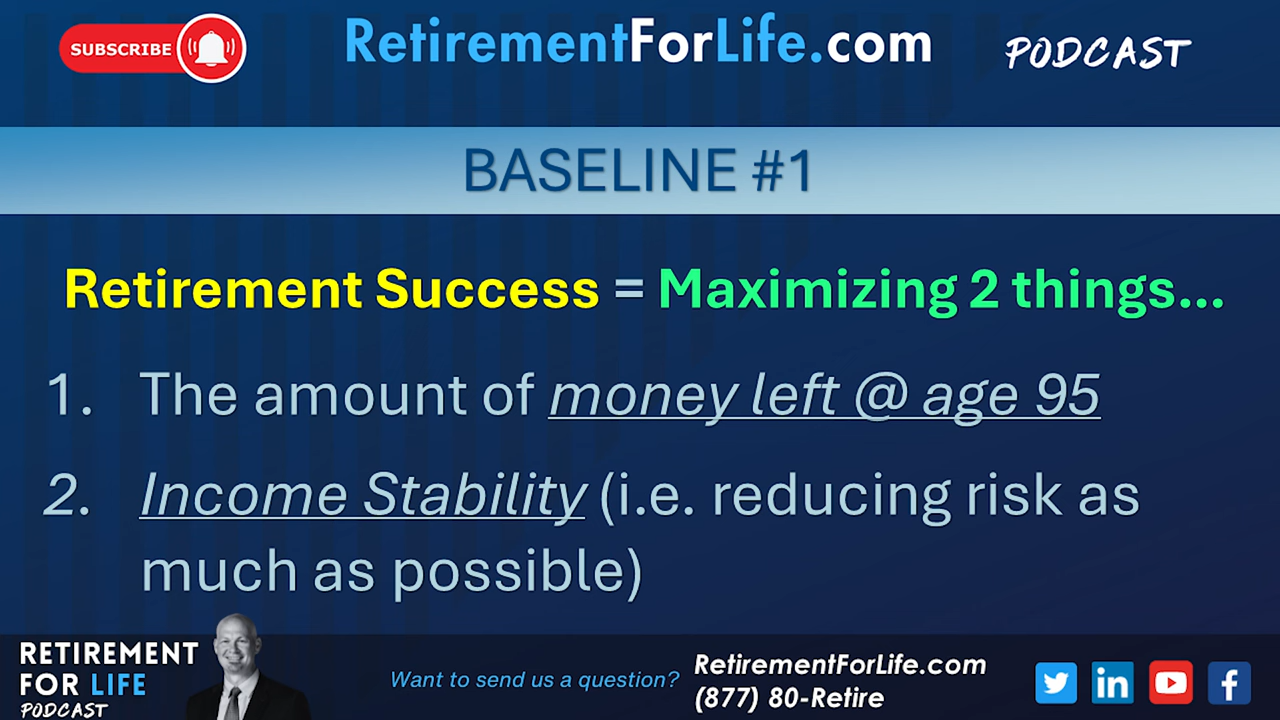 SUBSCRIBE
RetirementForLife.com
PODCAST
BASELINE #1
Retirement Success = Maximizing 2 things...
1. The amount of money left @ age 95
2. Income Stability (i.e. reducing risk as
much as possible)
RETIREMENT
FOR LIFE
PODCAST
Want to send us a question?
RetirementForLife.com
(877) 80-Retire
in
f